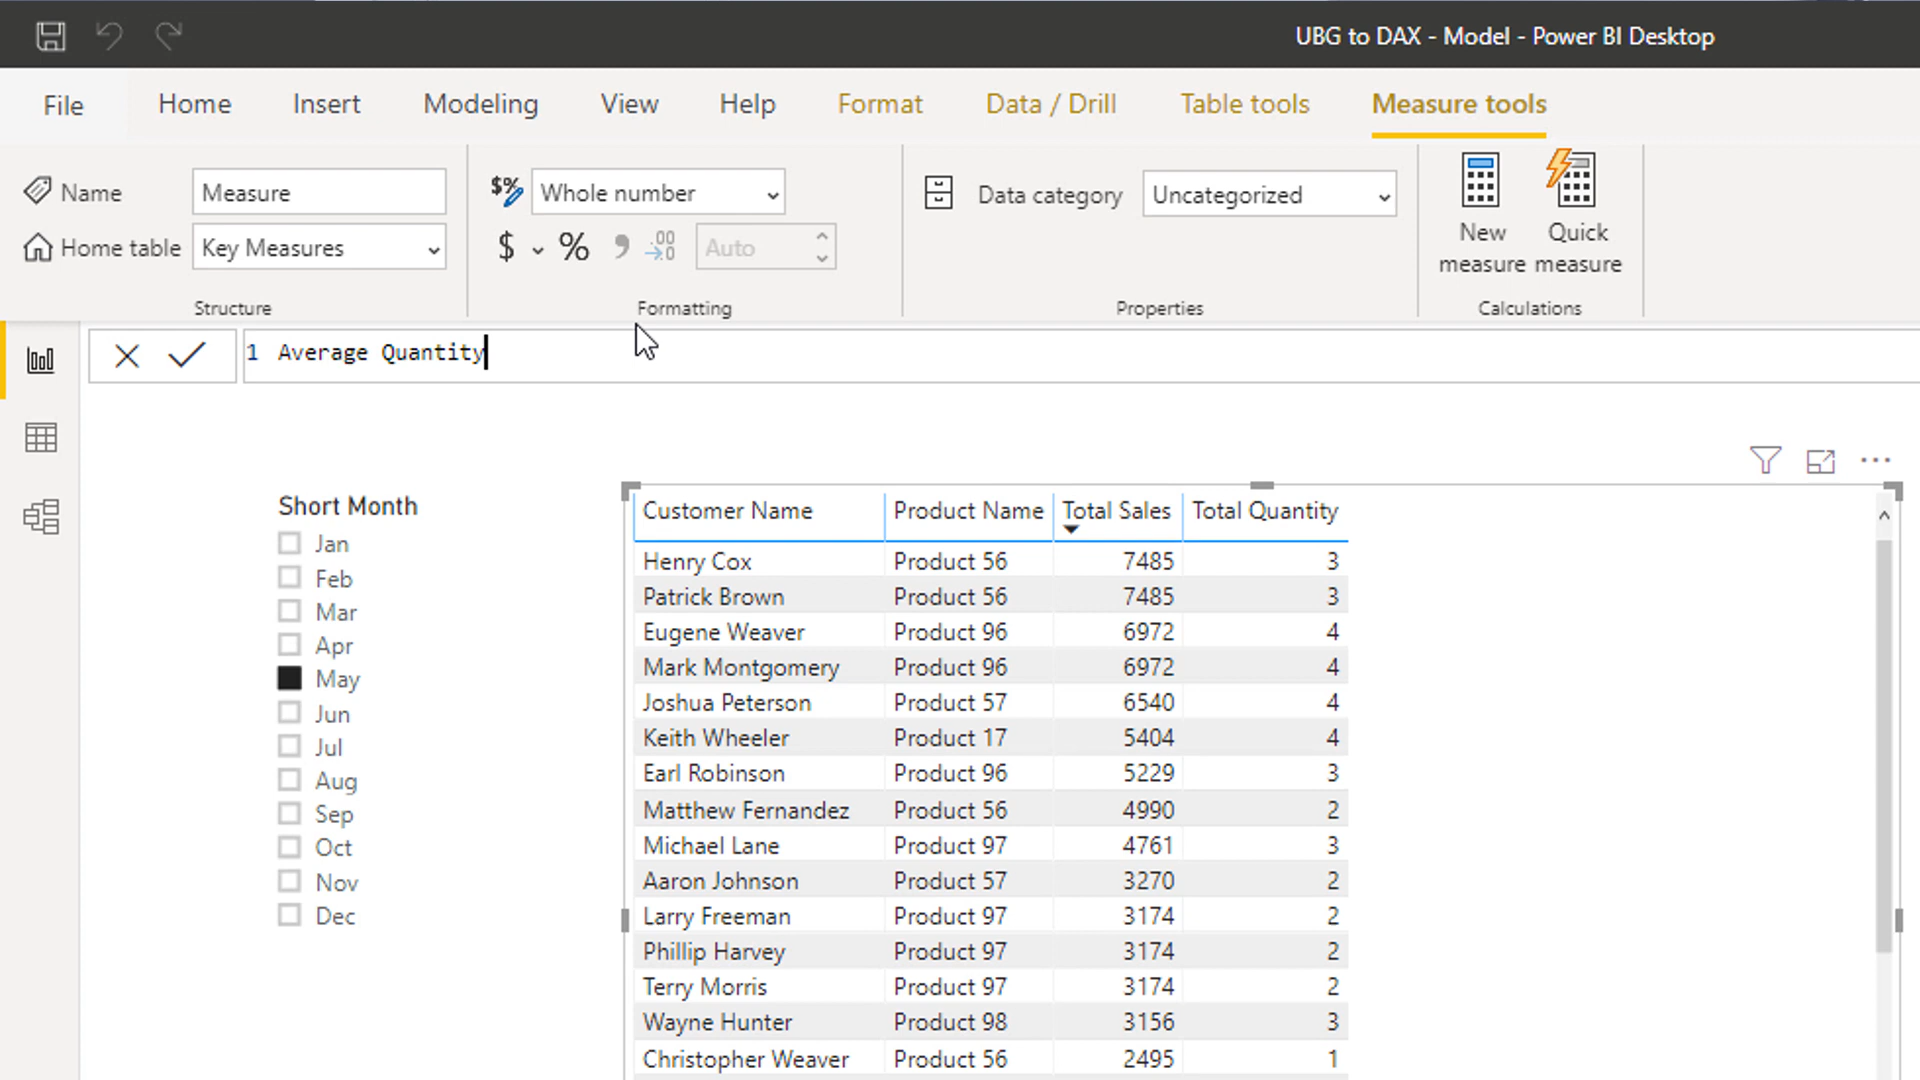 UBG to DAX - Model - Power BI Desktop
File Home Insert Modeling View Help Format Data / Drill Table tools Measure tools
Name Measure
Home table Key Measures
Structure
$% Whole number
$ % , .00 Auto
Formatting
Data category Uncategorized
Properties
New measure
Quick measure
Calculations
1 Average Quantity
Short Month
Jan
Feb
Mar
Apr
May
Jun
Jul
Aug
Sep
Oct
Nov
Dec
Customer Name Product Name Total Sales Total Quantity
Henry Cox Product 56 7485 3
Patrick Brown Product 56 7485 3
Eugene Weaver Product 96 6972 4
Mark Montgomery Product 96 6972 4
Joshua Peterson Product 57 6540 4
Keith Wheeler Product 17 5404 4
Earl Robinson Product 96 5229 3
Matthew Fernandez Product 56 4990 2
Michael Lane Product 97 4761 3
Aaron Johnson Product 57 3270 2
Larry Freeman Product 97 3174 2
Phillip Harvey Product 97 3174 2
Terry Morris Product 97 3174 2
Wayne Hunter Product 98 3156 3
Christopher Weaver Product 56 2495 1